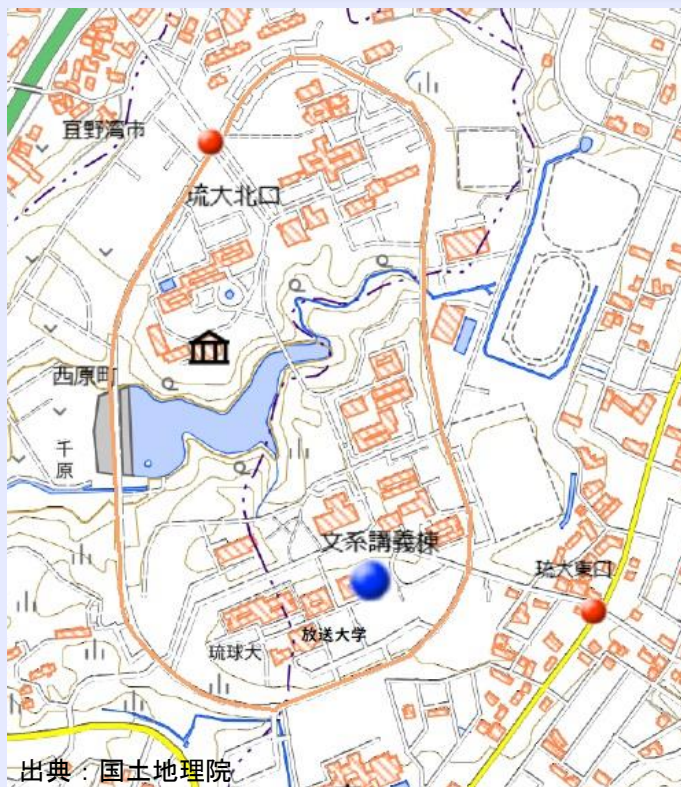 宜野湾市
琉大北口
西原町
千原
文系講義棟
琉大東口
放送大学
琉球大
出典：国土地理院